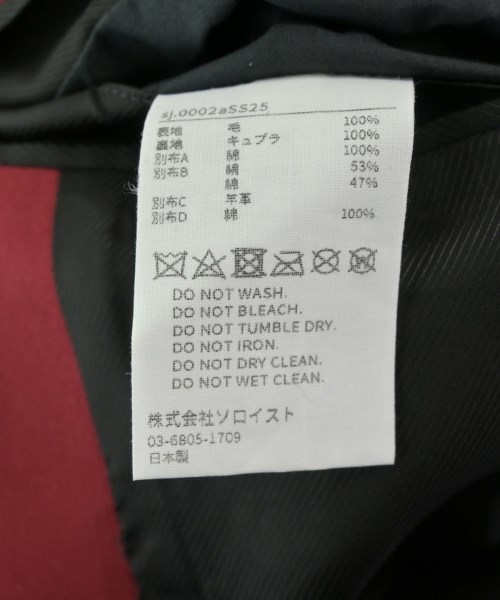 sj.0002aSS25
表地 毛 100%
裏地 キュプラ 100%
別布A 綿 100%
別布B 絹 53%
綿 47%
別布C 羊革
別布D 綿 100%
DO NOT WASH.
DO NOT BLEACH.
DO NOT TUMBLE DRY.
DO NOT IRON.
DO NOT DRY CLEAN.
DO NOT WET CLEAN.
株式会社ソロイスト
03-6805-1709
日本製